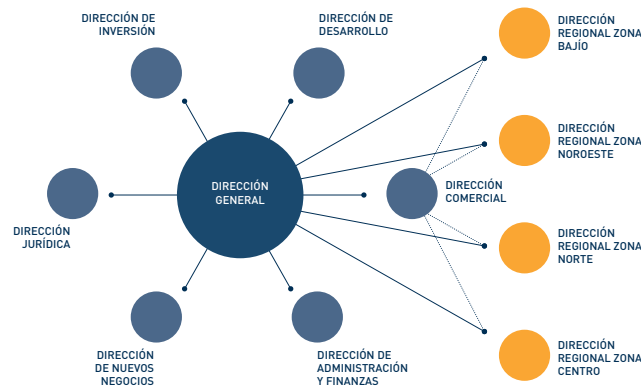 DIRECCIÓN DE
INVERSIÓN
DIRECCIÓN DE
DESARROLLO
DIRECCIÓN
REGIONAL ZONA
BAJÍO
DIRECCIÓN
REGIONAL ZONA
NOROESTE
DIRECCIÓN
GENERAL
DIRECCIÓN
COMERCIAL
DIRECCIÓN
JURÍDICA
DIRECCIÓN
REGIONAL ZONA
NORTE
DIRECCIÓN
DE NUEVOS
NEGOCIOS
DIRECCIÓN DE
ADMINISTRACIÓN
Y FINANZAS
DIRECCIÓN
REGIONAL ZONA
CENTRO